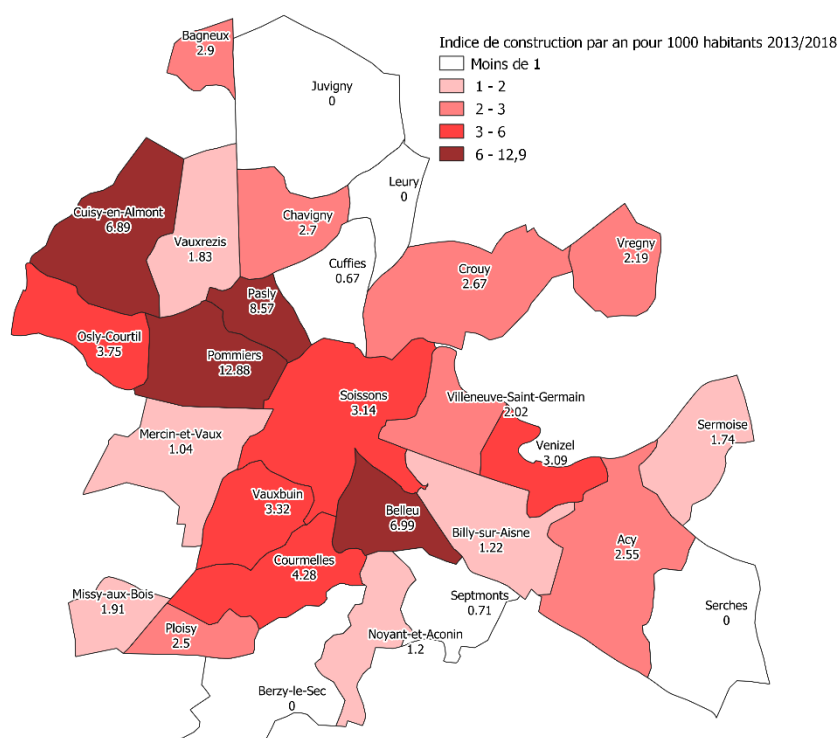 Indice de construction par an pour 1000 habitants 2013/2018
Moins de 1
1 - 2
2 - 3
3 - 6
6 - 12,9
Bagneux
2.9
Juvigny
0
Leury
0
Cuisy-en-Almont
6.89
Vauxrezis
1.83
Chavigny
2.7
Cuffies
0.67
Crouy
2.67
Vregny
2.19
Pasly
8.57
Osly-Courtil
3.75
Pommiers
12.88
Soissons
3.14
Villeneuve-Saint-Germain
2.02
Venizel
3.09
Sermoise
1.74
Mercin-et-Vaux
1.04
Vauxbuin
3.32
Belleu
6.99
Billy-sur-Aisne
1.22
Acy
2.55
Courmelles
4.28
Missy-aux-Bois
1.91
Ploisy
2.5
Septmonts
0.71
Serches
0
Noyant-et-Aconin
1.2
Berzy-le-Sec
0